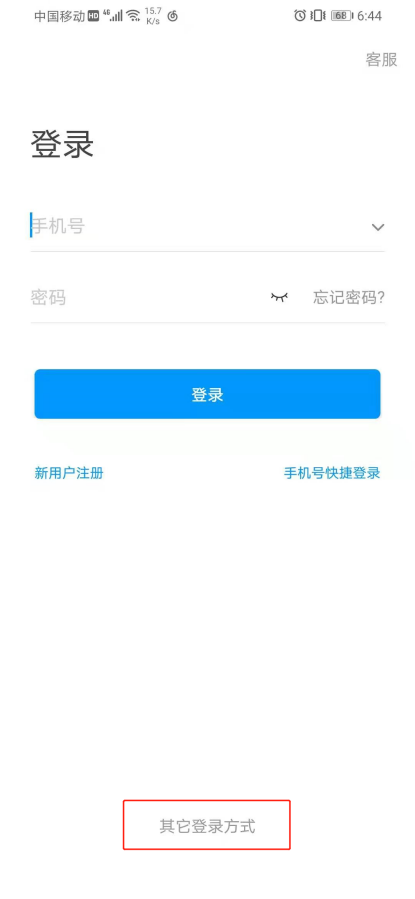 中国移动 HD 46 15.7 K/s 68 6:44
客服
登录
手机号
密码 忘记密码?
登录
新用户注册 手机号快捷登录
其它登录方式